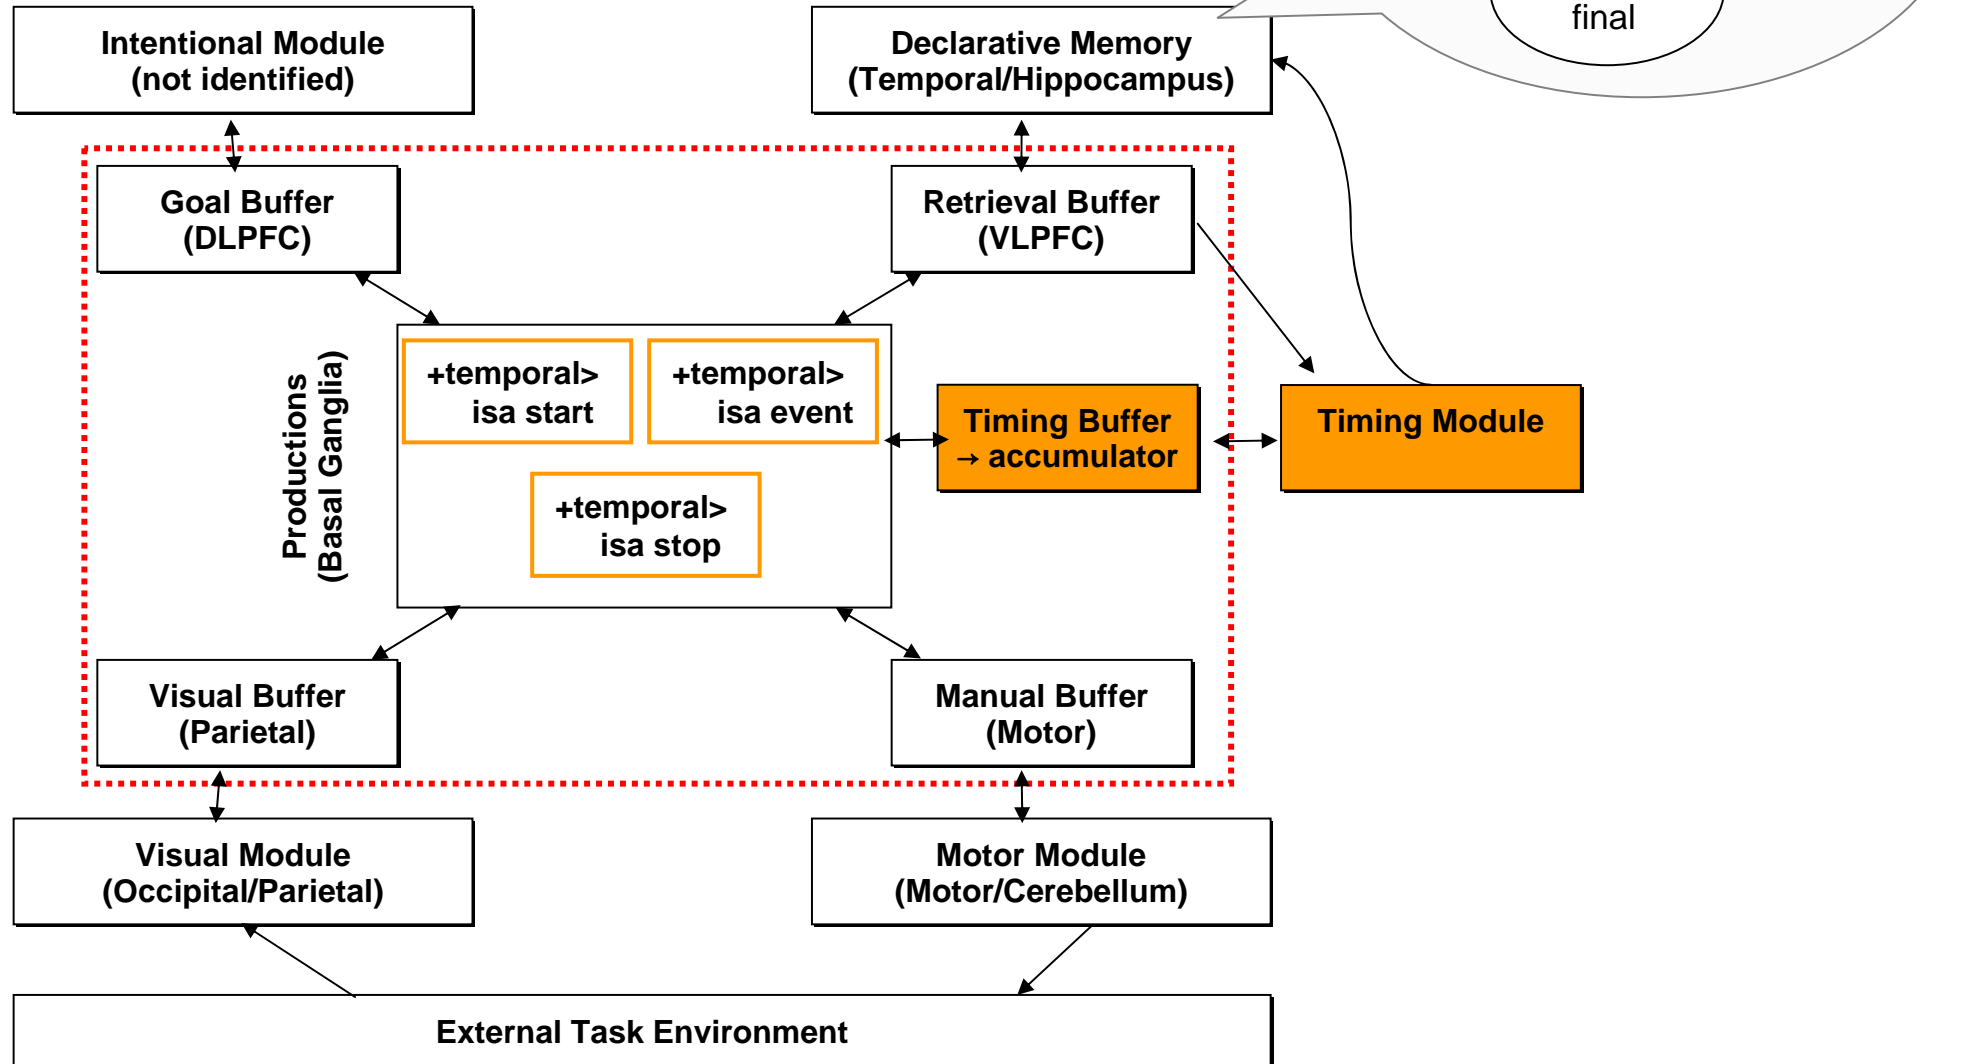 final
Intentional Module
(not identified)
Declarative Memory
(Temporal/Hippocampus)
Goal Buffer
(DLPFC)
Retrieval Buffer
(VLPFC)
Productions
(Basal Ganglia)
+temporal>
isa start
+temporal>
isa event
+temporal>
isa stop
Timing Buffer
→ accumulator
Timing Module
Visual Buffer
(Parietal)
Manual Buffer
(Motor)
Visual Module
(Occipital/Parietal)
Motor Module
(Motor/Cerebellum)
External Task Environment